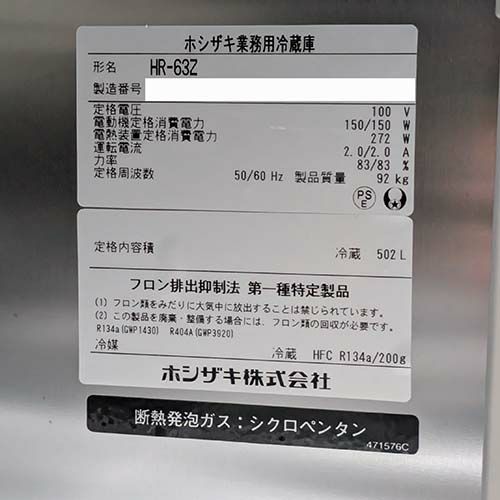 ホシザキ業務用冷蔵庫
形名 HR-63Z
製造番号
定格電圧 100 V
電動機定格消費電力 150/150 W
電熱装置定格消費電力 272 W
運転電流 2.0/2.0 A
力率 83/83 %
定格周波数 50/60 Hz 製品質量 92 kg
PSE
定格内容積 冷蔵 502 L
フロン排出抑制法 第一種特定製品
(1) フロン類をみだりに大気中に放出することは禁じられています。
(2) この製品を廃棄・整備する場合には、フロン類の回収が必要です。
R134a(GWP1430) R404A(GWP3920)
冷媒 冷蔵 HFC R134a/200g
ホシザキ株式会社
断熱発泡ガス:シクロペンタン
471576C